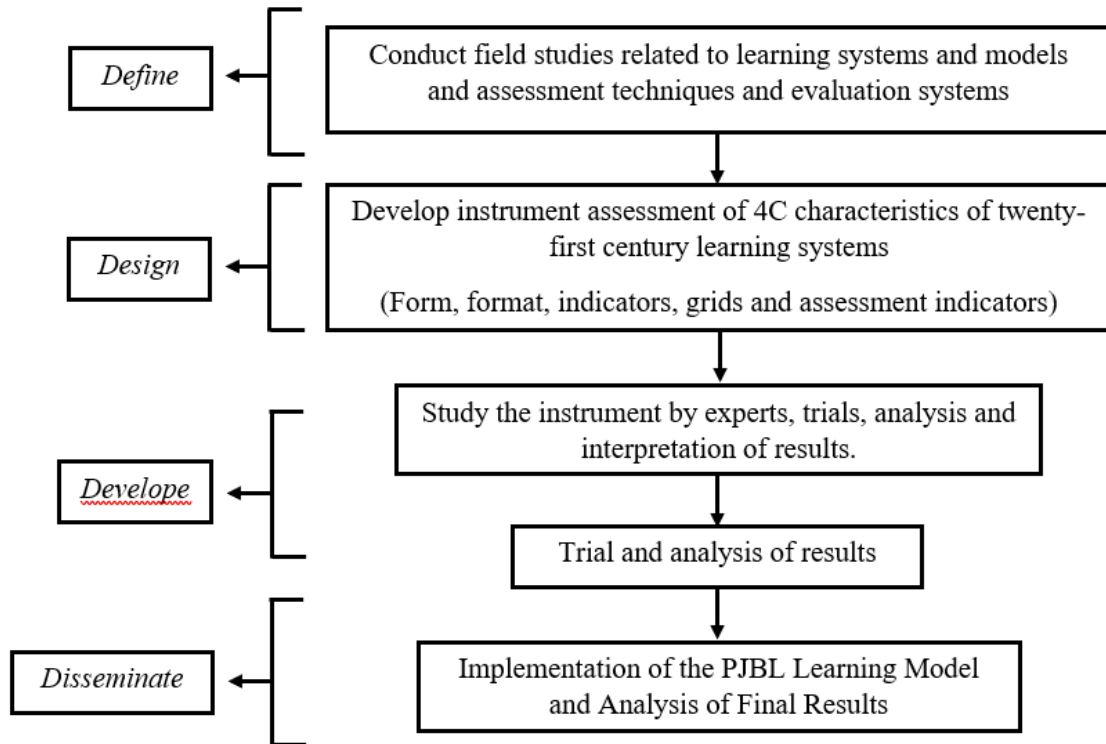 Define
Conduct field studies related to learning systems and models
and assessment techniques and evaluation systems
Design
Develop instrument assessment of 4C characteristics of twenty-
first century learning systems
(Form, format, indicators, grids and assessment indicators)
Develope
Study the instrument by experts, trials, analysis and
interpretation of results.
Trial and analysis of results
Disseminate
Implementation of the PJBL Learning Model
and Analysis of Final Results